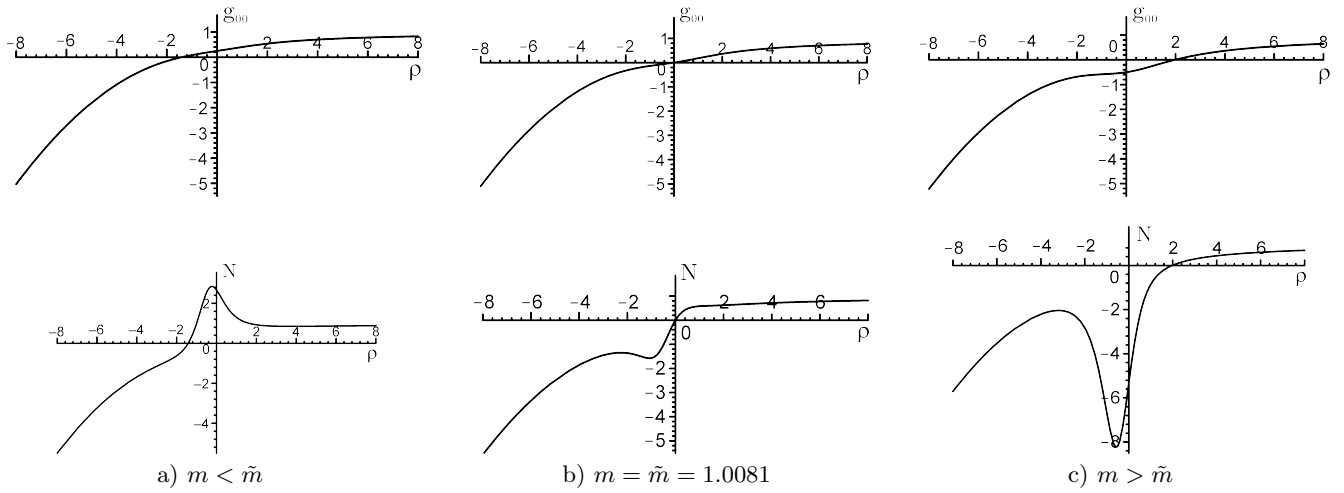 g₀₀ g₀₀ g₀₀
-8 -6 -4 -2 0 2 4 6 8 ρ 1 -1 -2 -3 -4 -5
-8 -6 -4 -2 0 2 4 6 8 ρ 1 -1 -2 -3 -4 -5
-8 -6 -4 -2 0 2 4 6 8 ρ 0 -1 -2 -3 -4 -5
N N N
-8 -6 -4 -2 0 2 4 6 8 ρ 2 -2 -4
-8 -6 -4 -2 0 2 4 6 ρ -2 -3 -4 -5
-8 -6 -4 -2 0 2 4 6 ρ -2 -4 -6 -8
a) m < m̃ b) m = m̃ = 1.0081 c) m > m̃